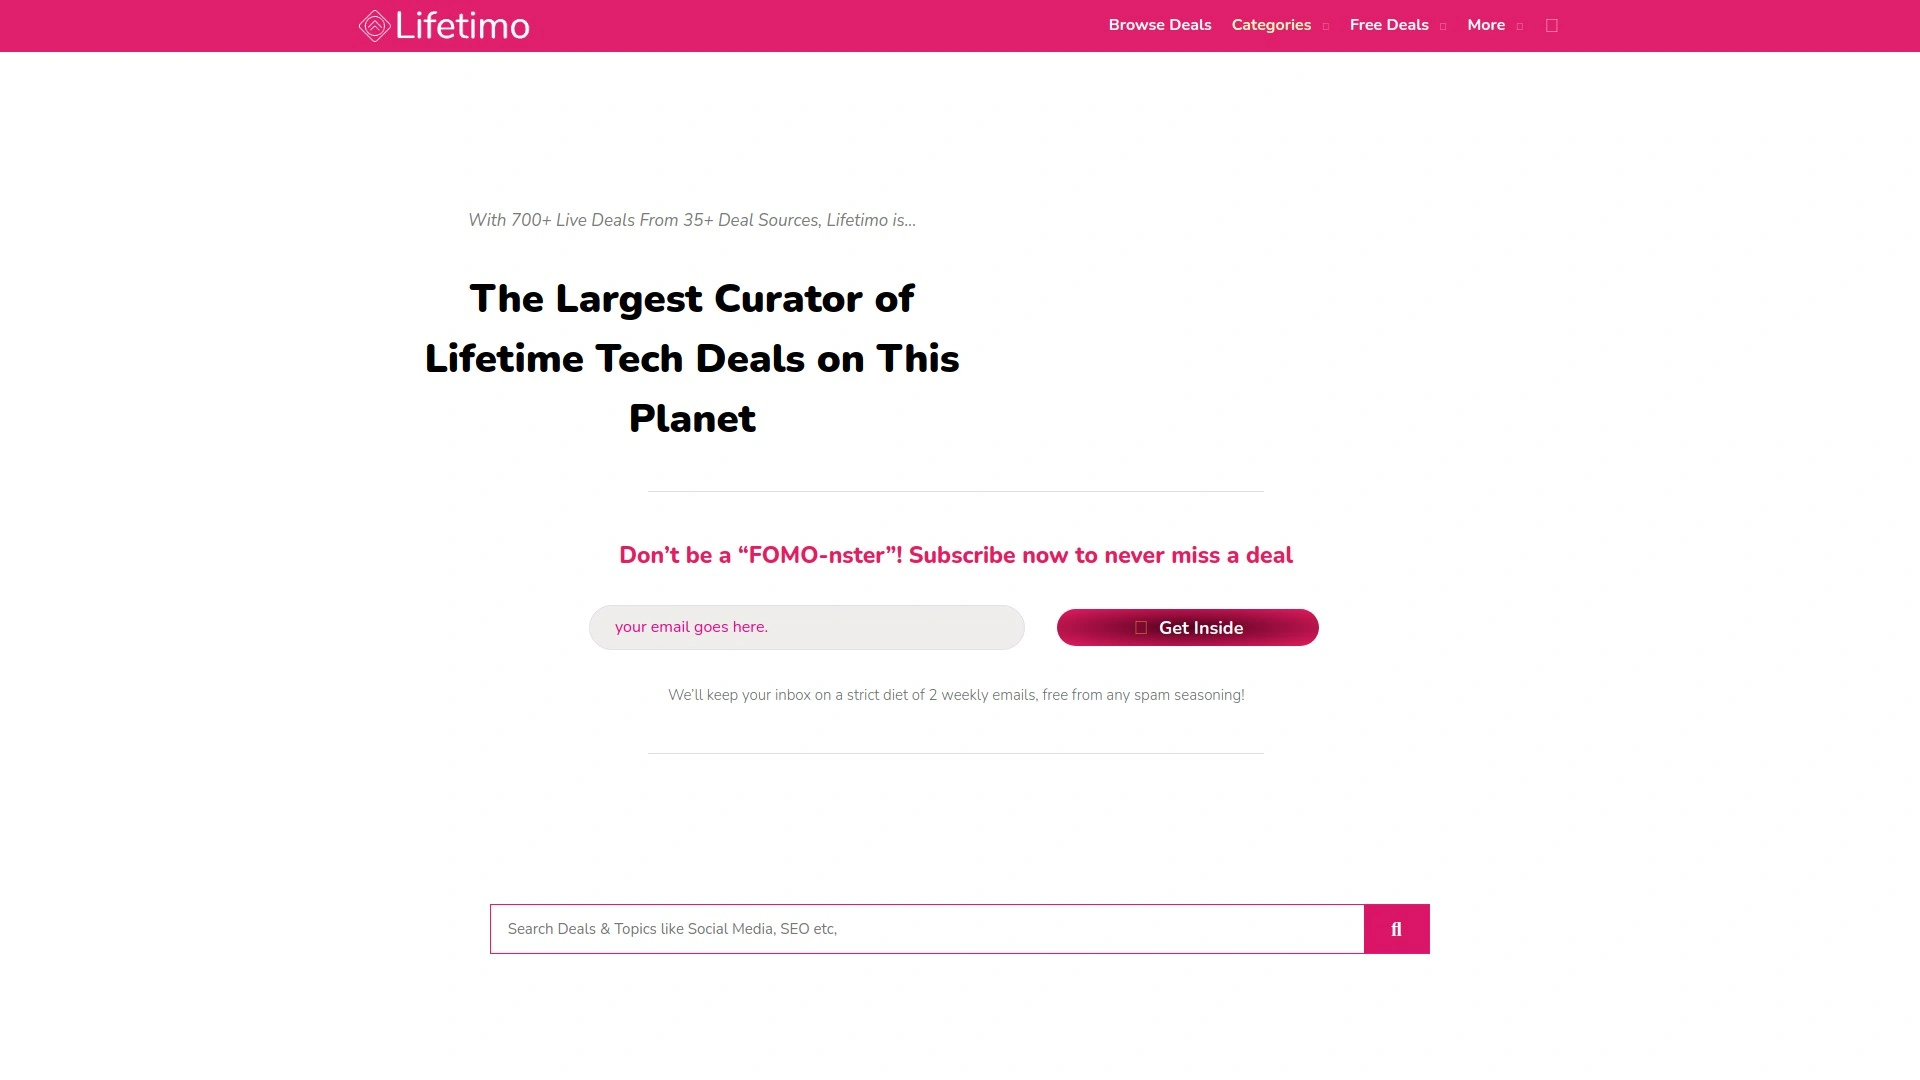 Lifetimo
Browse Deals Categories Free Deals More
With 700+ Live Deals From 35+ Deal Sources, Lifetimo is...
The Largest Curator of
Lifetime Tech Deals on This
Planet
Don’t be a “FOMO-nster”! Subscribe now to never miss a deal
your email goes here.
Get Inside
We’ll keep your inbox on a strict diet of 2 weekly emails, free from any spam seasoning!
Search Deals & Topics like Social Media, SEO etc,